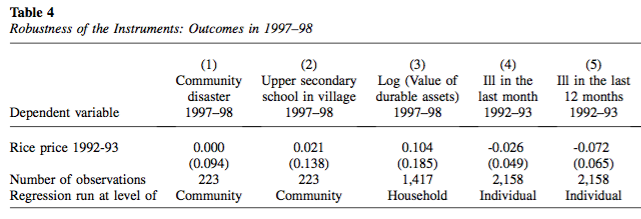 Table 4
Robustness of the Instruments: Outcomes in 1997–98
(1) (2) (3) (4) (5)
Community Upper secondary Log (Value of Ill in the Ill in the last
disaster school in village durable assets) last month 12 months
Dependent variable 1997–98 1997–98 1997–98 1992–93 1992–93
Rice price 1992-93 0.000 0.021 0.104 -0.026 -0.072
(0.094) (0.138) (0.185) (0.049) (0.065)
Number of observations 223 223 1,417 2,158 2,158
Regression run at level of Community Community Household Individual Individual